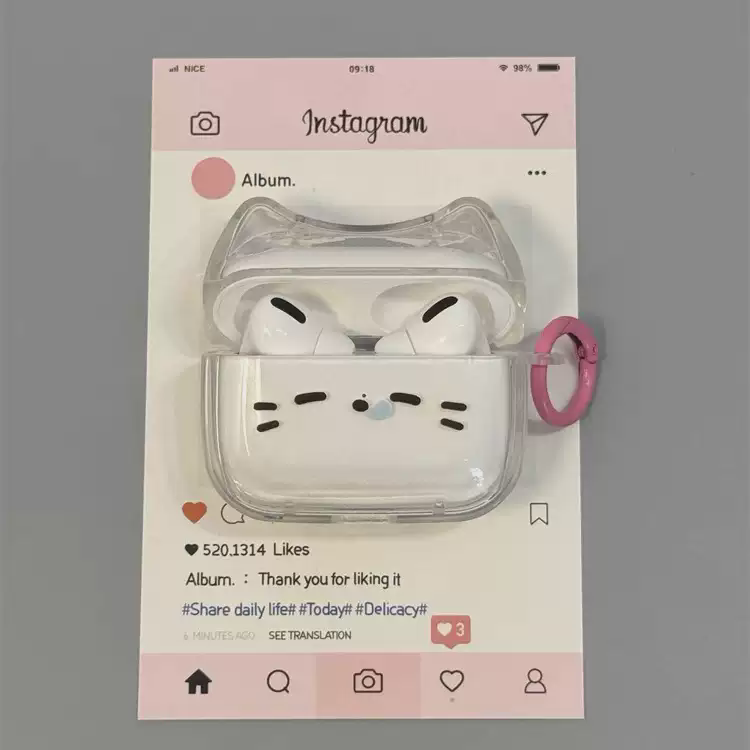 NICE 09:18 98%
Instagram
Album.
520.1314 Likes
Album. : Thank you for liking it
#Share daily life# #Today# #Delicacy#
6 MINUTES AGO SEE TRANSLATION
3